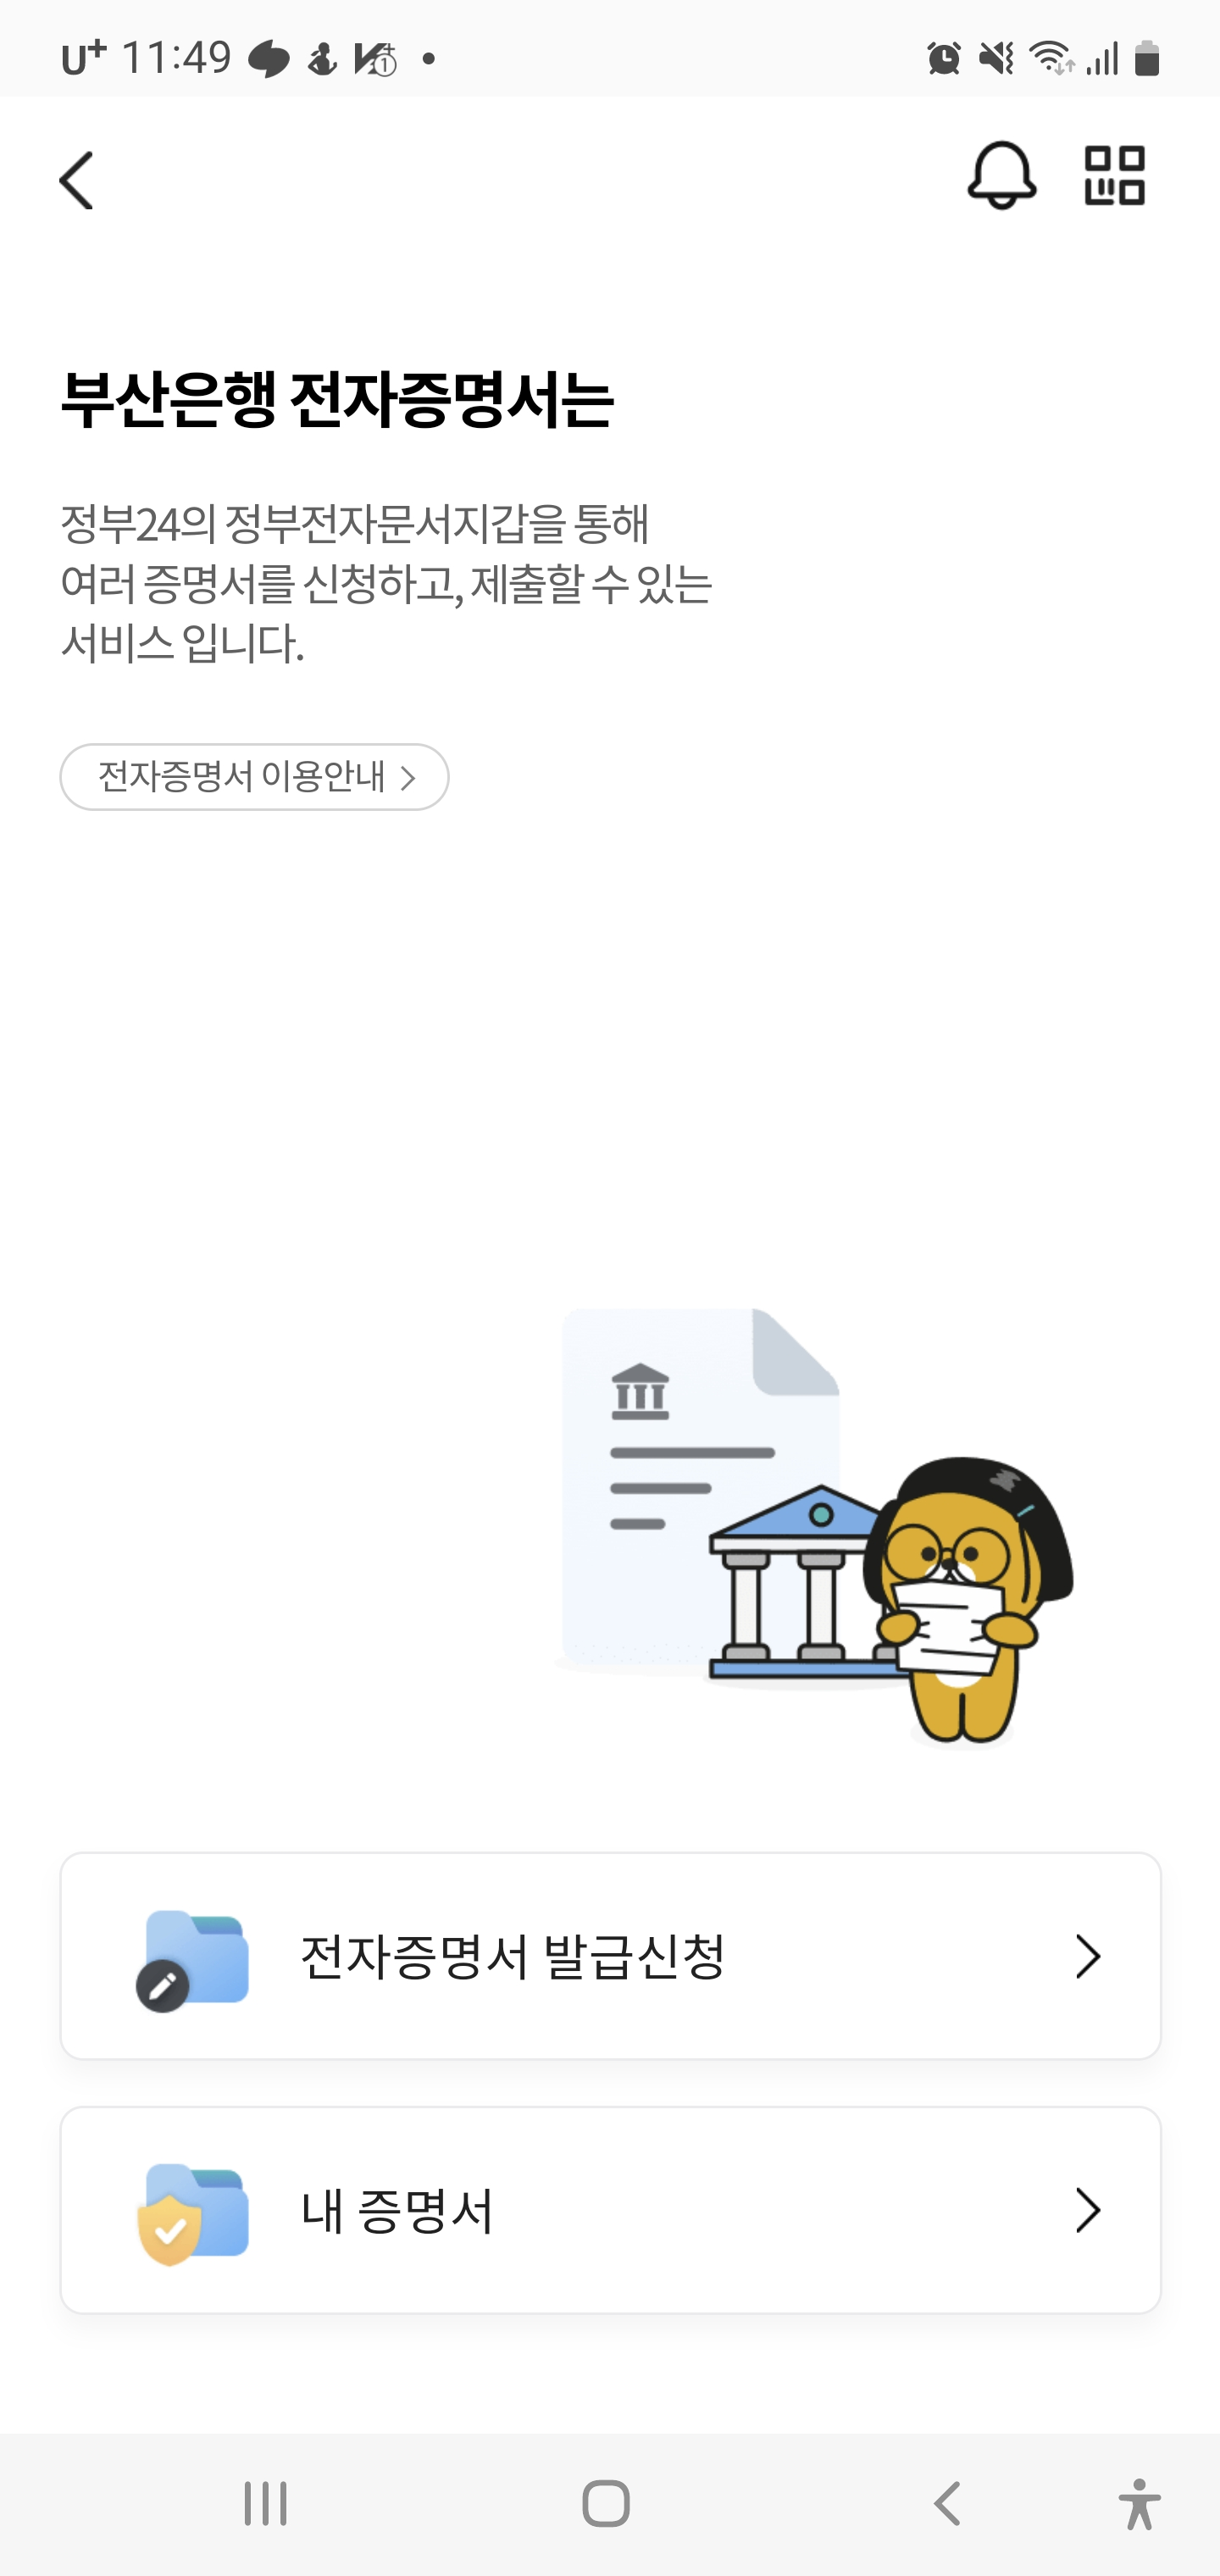 U+ 11:49
부산은행 전자증명서는
정부24의 정부전자문서지갑을 통해
여러 증명서를 신청하고, 제출할 수 있는
서비스 입니다.
전자증명서 이용안내 >
전자증명서 발급신청
내 증명서